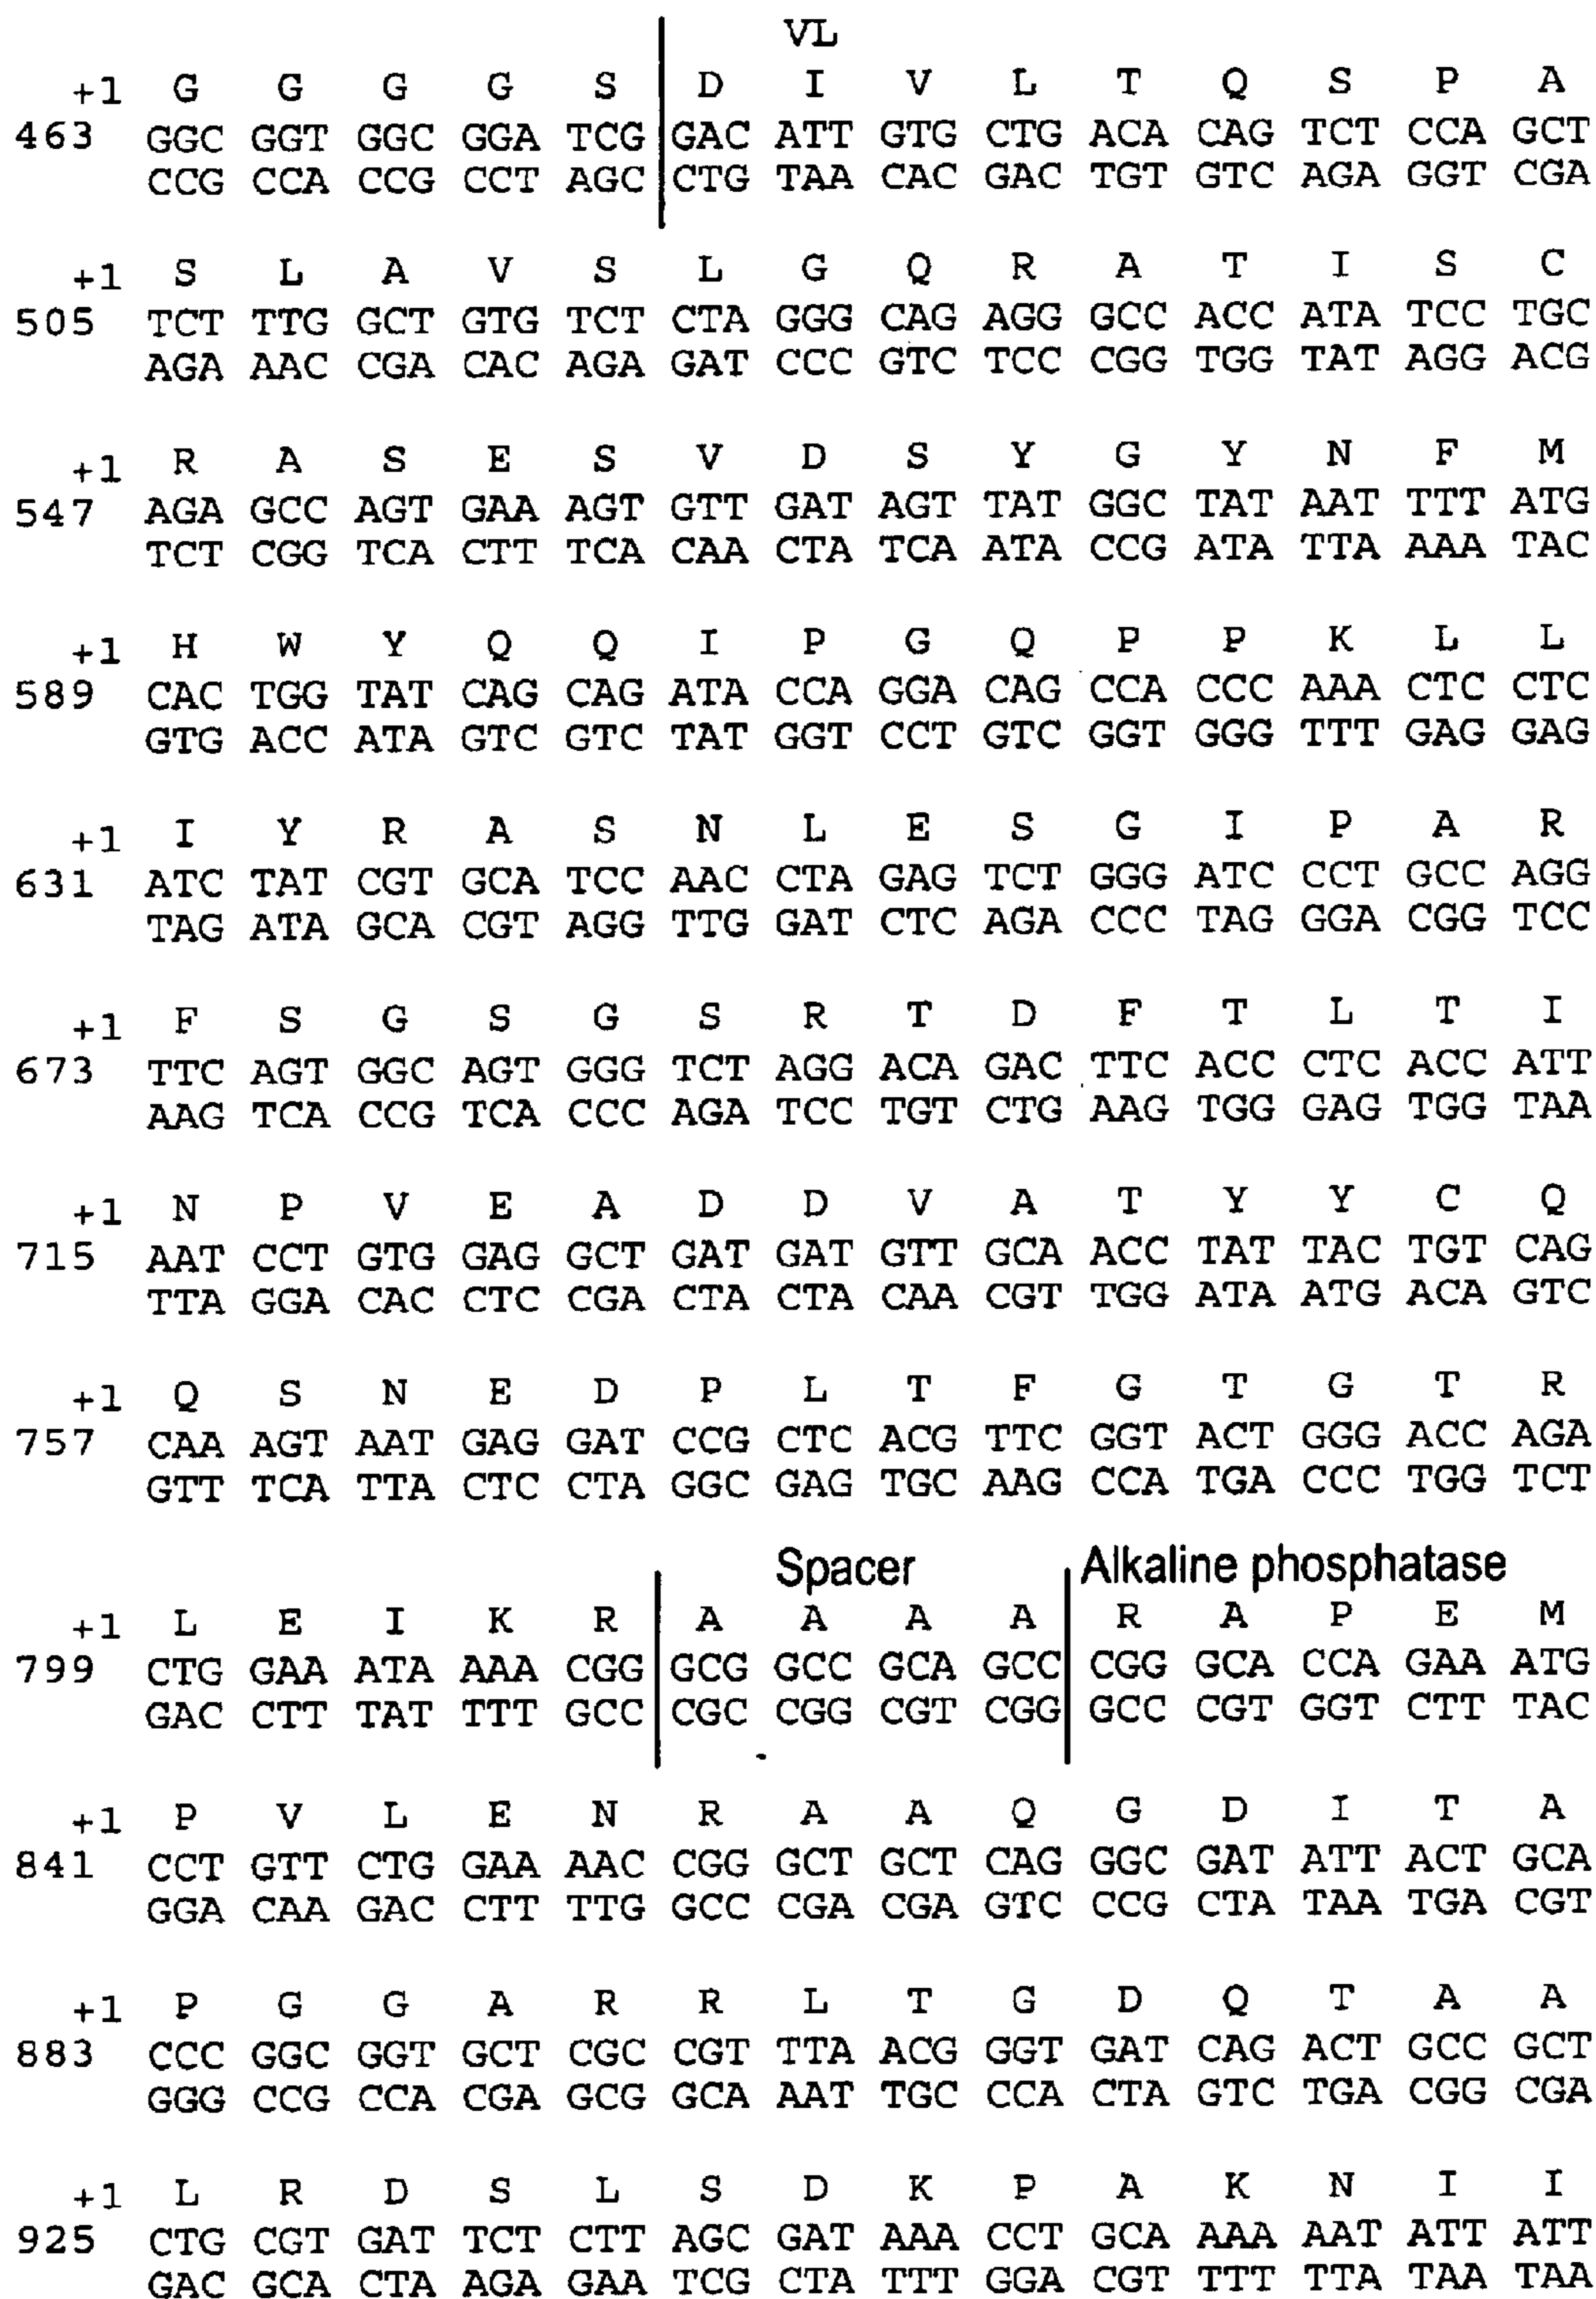 VL
+1 G G G G S D I V L T Q S P A
463 GGC GGT GGC GGA TCG GAC ATT GTG CTG ACA CAG TCT CCA GCT
CCG CCA CCG CCT AGC CTG TAA CAC GAC TGT GTC AGA GGT CGA
+1 S L A V S L G Q R A T I S C
505 TCT TTG GCT GTG TCT CTA GGG CAG AGG GCC ACC ATA TCC TGC
AGA AAC CGA CAC AGA GAT CCC GTC TCC CGG TGG TAT AGG ACG
+1 R A S E S V D S Y G Y N F M
547 AGA GCC AGT GAA AGT GTT GAT AGT TAT GGC TAT AAT TTT ATG
TCT CGG TCA CTT TCA CAA CTA TCA ATA CCG ATA TTA AAA TAC
+1 H W Y Q Q I P G Q P P K L L
589 CAC TGG TAT CAG CAG ATA CCA GGA CAG CCA CCC AAA CTC CTC
GTG ACC ATA GTC GTC TAT GGT CCT GTC GGT GGG TTT GAG GAG
+1 I Y R A S N L E S G I P A R
631 ATC TAT CGT GCA TCC AAC CTA GAG TCT GGG ATC CCT GCC AGG
TAG ATA GCA CGT AGG TTG GAT CTC AGA CCC TAG GGA CGG TCC
+1 F S G S G S R T D F T L T I
673 TTC AGT GGC AGT GGG TCT AGG ACA GAC TTC ACC CTC ACC ATT
AAG TCA CCG TCA CCC AGA TCC TGT CTG AAG TGG GAG TGG TAA
+1 N P V E A D D V A T Y Y C Q
715 AAT CCT GTG GAG GCT GAT GAT GTT GCA ACC TAT TAC TGT CAG
TTA GGA CAC CTC CGA CTA CTA CAA CGT TGG ATA ATG ACA GTC
+1 Q S N E D P L T F G T G T R
757 CAA AGT AAT GAG GAT CCG CTC ACG TTC GGT ACT GGG ACC AGA
GTT TCA TTA CTC CTA GGC GAG TGC AAG CCA TGA CCC TGG TCT
Spacer Alkaline phosphatase
+1 L E I K R A A A A R A P E M
799 CTG GAA ATA AAA CGG GCG GCC GCA GCC CGG GCA CCA GAA ATG
GAC CTT TAT TTT GCC CGC CGG CGT CGG GCC CGT GGT CTT TAC
+1 P V L E N R A A Q G D I T A
841 CCT GTT CTG GAA AAC CGG GCT GCT CAG GGC GAT ATT ACT GCA
GGA CAA GAC CTT TTG GCC CGA CGA GTC CCG CTA TAA TGA CGT
+1 P G G A R R L T G D Q T A A
883 CCC GGC GGT GCT CGC CGT TTA ACG GGT GAT CAG ACT GCC GCT
GGG CCG CCA CGA GCG GCA AAT TGC CCA CTA GTC TGA CGG CGA
+1 L R D S L S D K P A K N I I
925 CTG CGT GAT TCT CTT AGC GAT AAA CCT GCA AAA AAT ATT ATT
GAC GCA CTA AGA GAA TCG CTA TTT GGA CGT TTT TTA TAA TAA